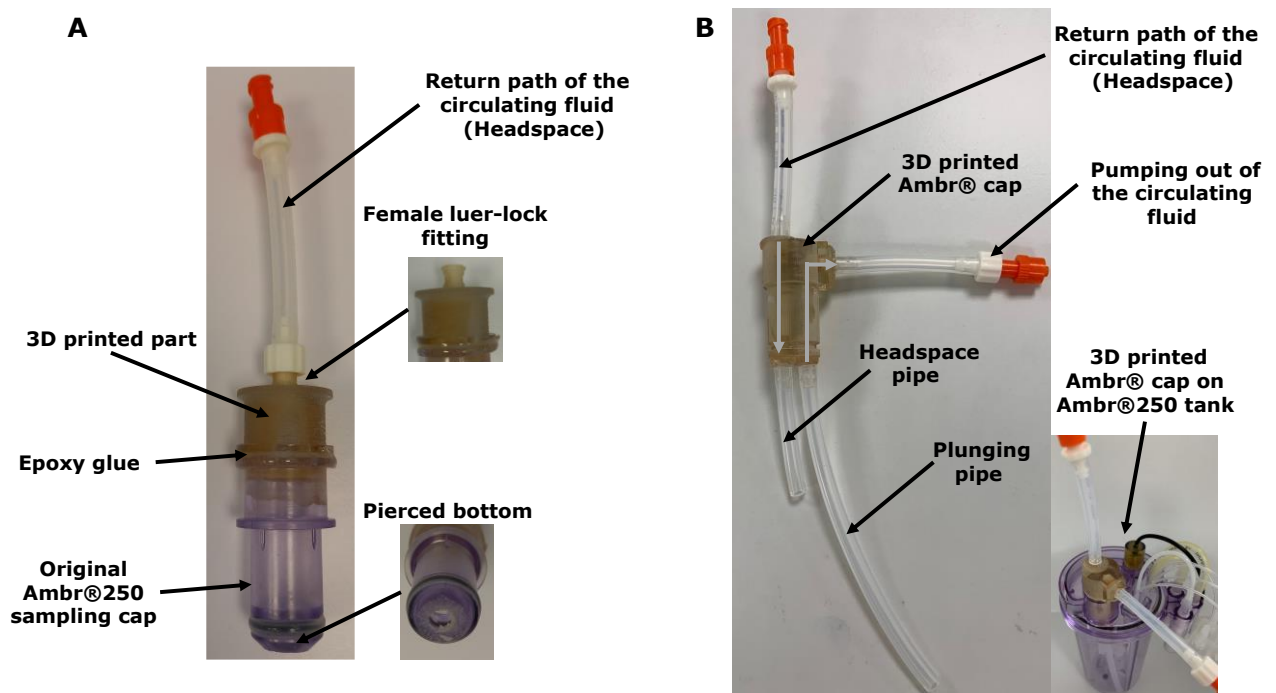 A
Return path of the
circulating fluid
(Headspace)
Female luer-lock
fitting
3D printed part
Epoxy glue
Pierced bottom
Original
Ambr®250
sampling cap
B
Return path of the
circulating fluid
(Headspace)
3D printed
Ambr® cap
Pumping out of
the circulating
fluid
Headspace
pipe
3D printed
Ambr® cap on
Ambr®250 tank
Plunging
pipe